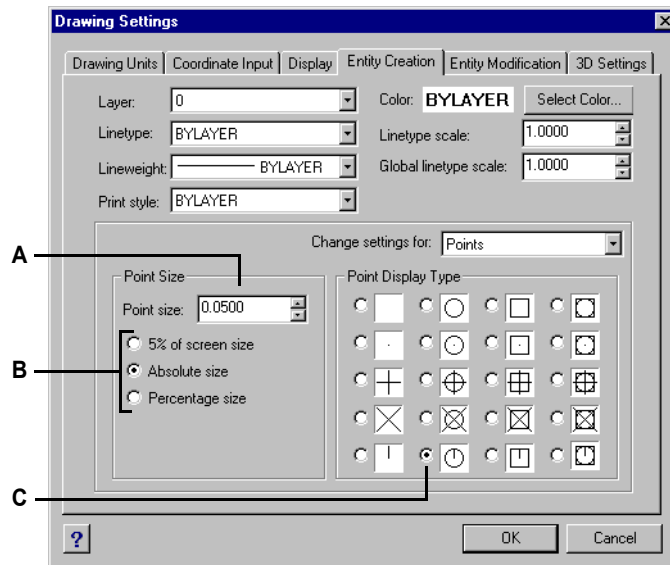 Drawing Settings
Drawing Units Coordinate Input Display Entity Creation Entity Modification 3D Settings
Layer: 0 Color: BYLAYER Select Color...
Linetype: BYLAYER Linetype scale: 1.0000
Lineweight: BYLAYER Global linetype scale: 1.0000
Print style: BYLAYER
Change settings for: Points
A
Point Size Point Display Type
Point size: 0.0500
5% of screen size
B Absolute size
Percentage size
C
? OK Cancel